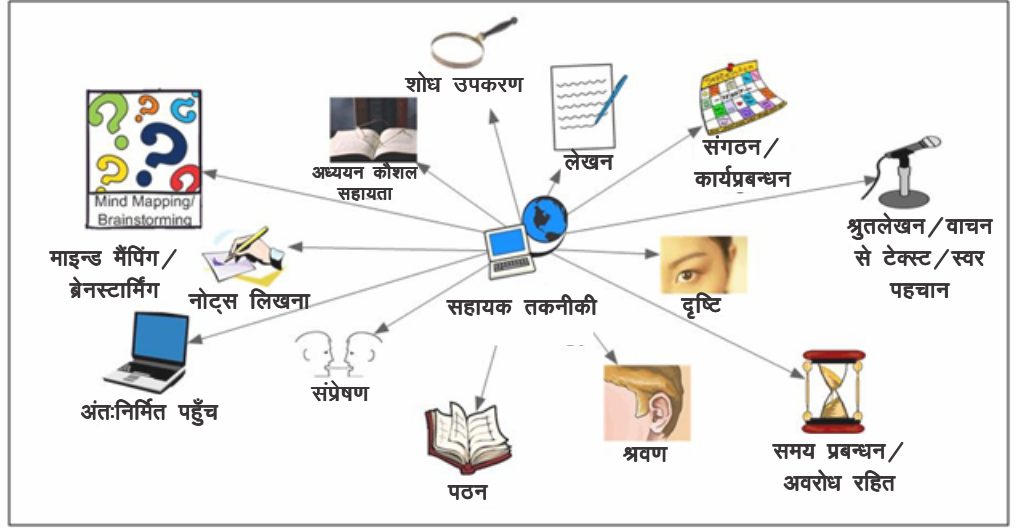 शोध उपकरण
लेखन
संगठन/
कार्यप्रबन्धन
अध्ययन कौशल
सहायता
Mind Mapping/
Brainstorming
माइन्ड मैंपिंग/
ब्रेनस्टार्मिंग
नोट्स लिखना
श्रुतलेखन/वाचन
से टेक्स्ट/स्वर
पहचान
सहायक तकनीकी
दृष्टि
अंतःनिर्मित पहुँच
संप्रेषण
पठन
श्रवण
समय प्रबन्धन/
अवरोध रहित